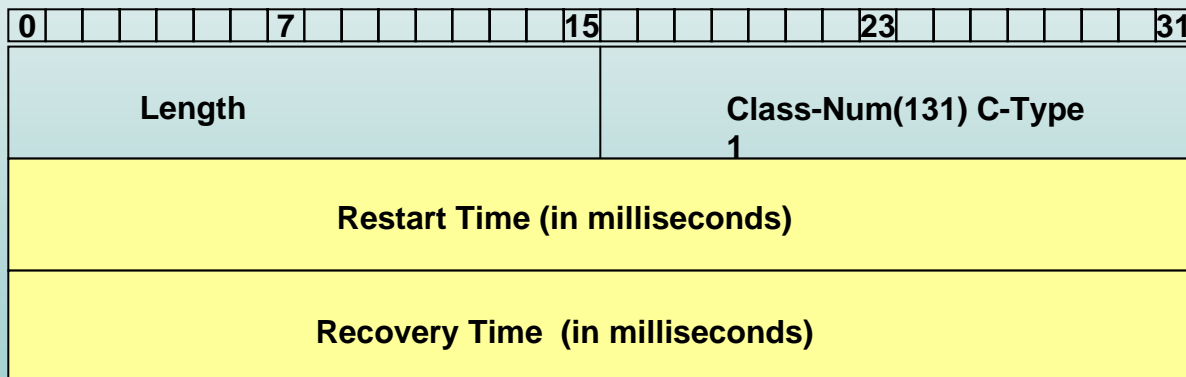 0 7 15 23 31
Length Class-Num(131) C-Type
1
Restart Time (in milliseconds)
Recovery Time (in milliseconds)